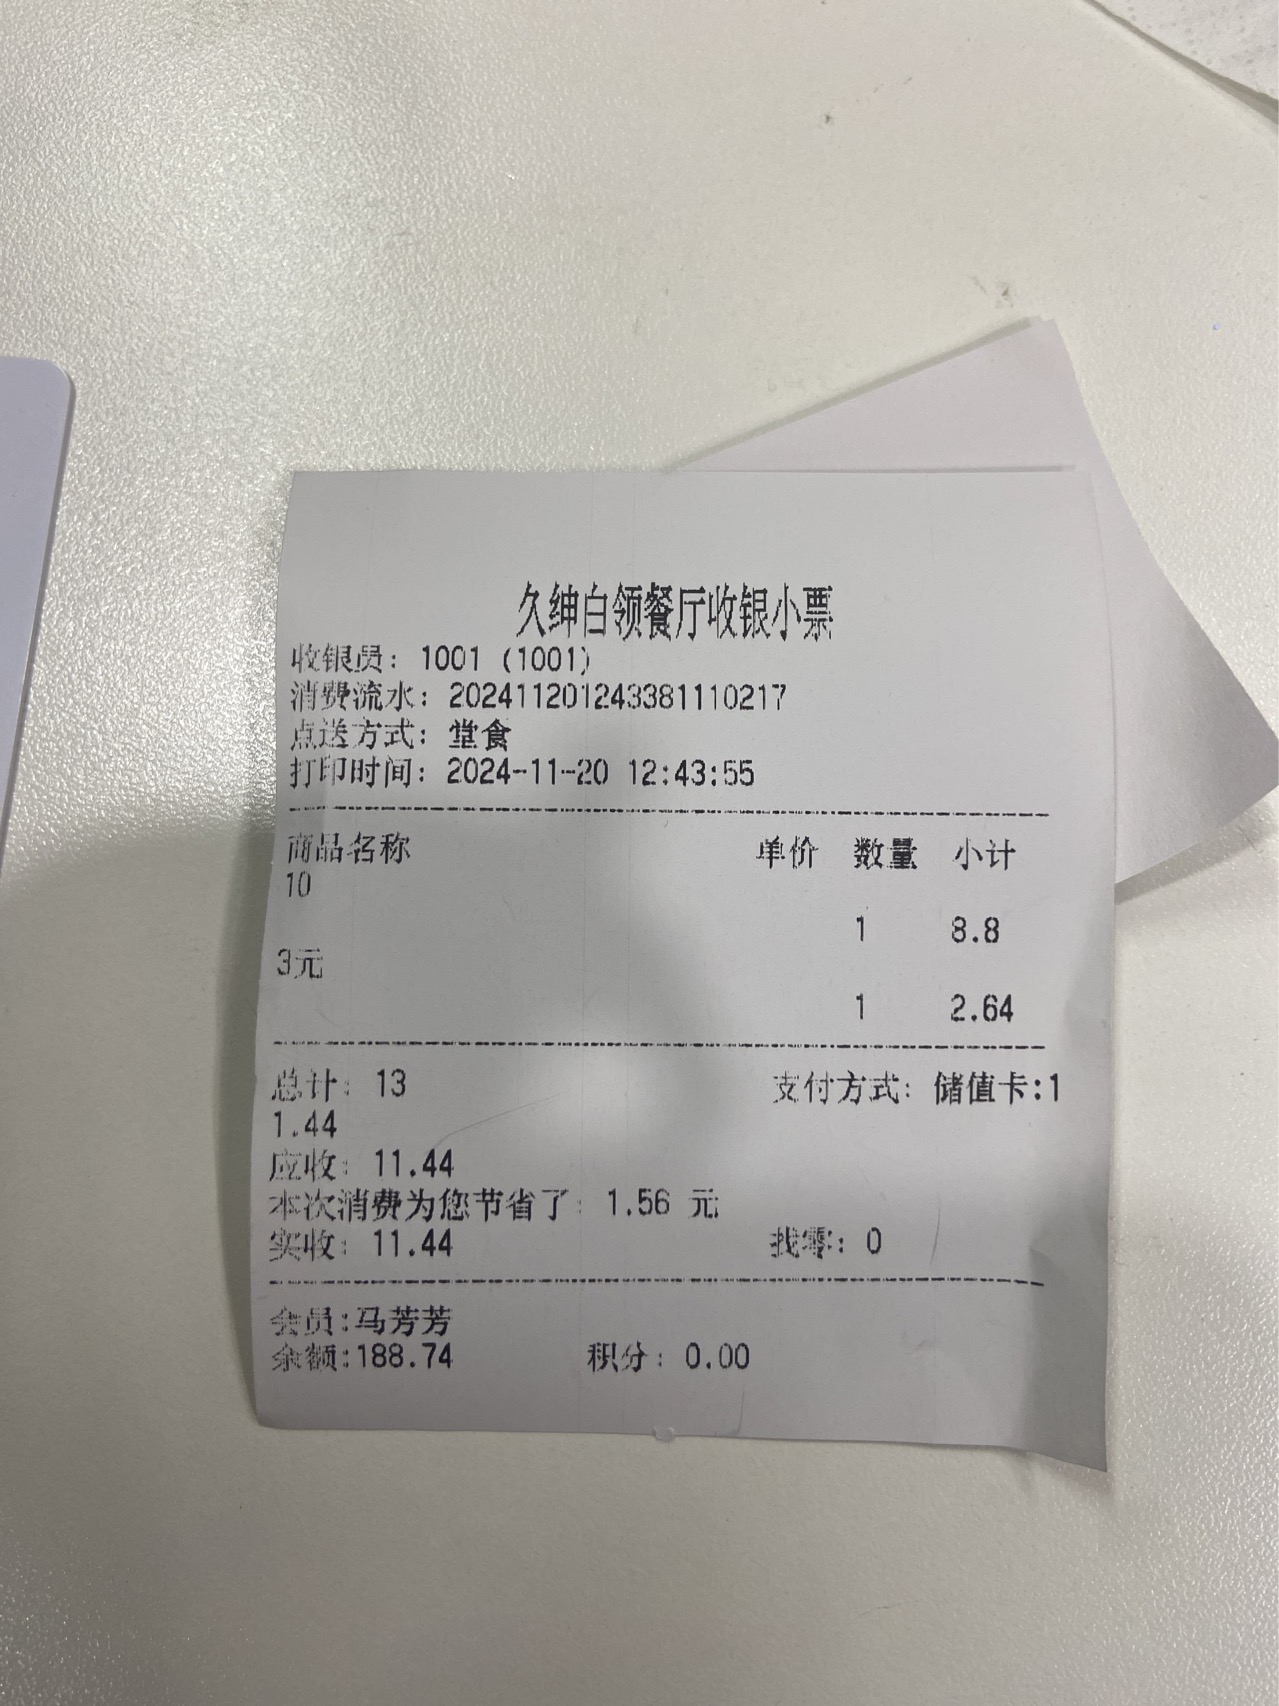 久绅白领餐厅收银小票
收银员：1001 (1001)
消费流水：202411201243381110217
点送方式：堂食
打印时间：2024-11-20 12:43:55
商品名称 单价 数量 小计
10
1 8.8
3元
1 2.64
总计：13 支付方式：储值卡:1
1.44
应收：11.44
本次消费为您节省了：1.56 元
实收：11.44 找零：0
会员:马芳芳
余额:188.74 积分：0.00